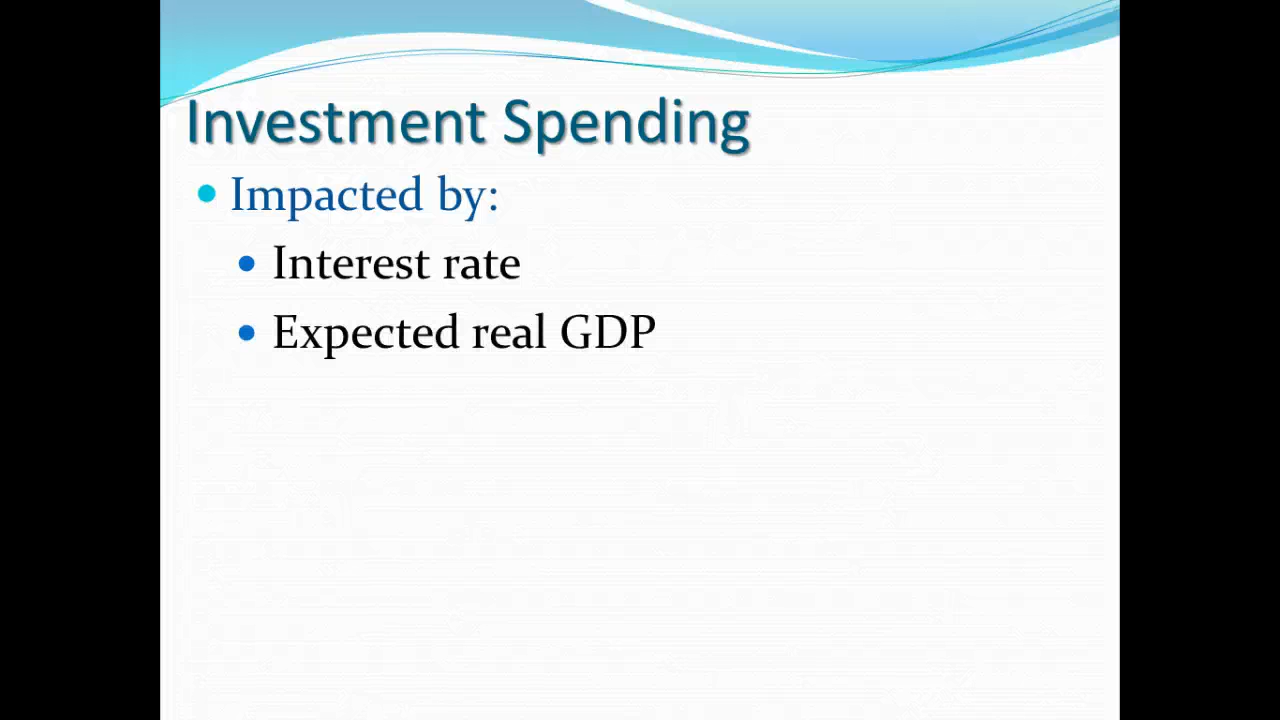 Investment Spending
Impacted by:
Interest rate
Expected real GDP